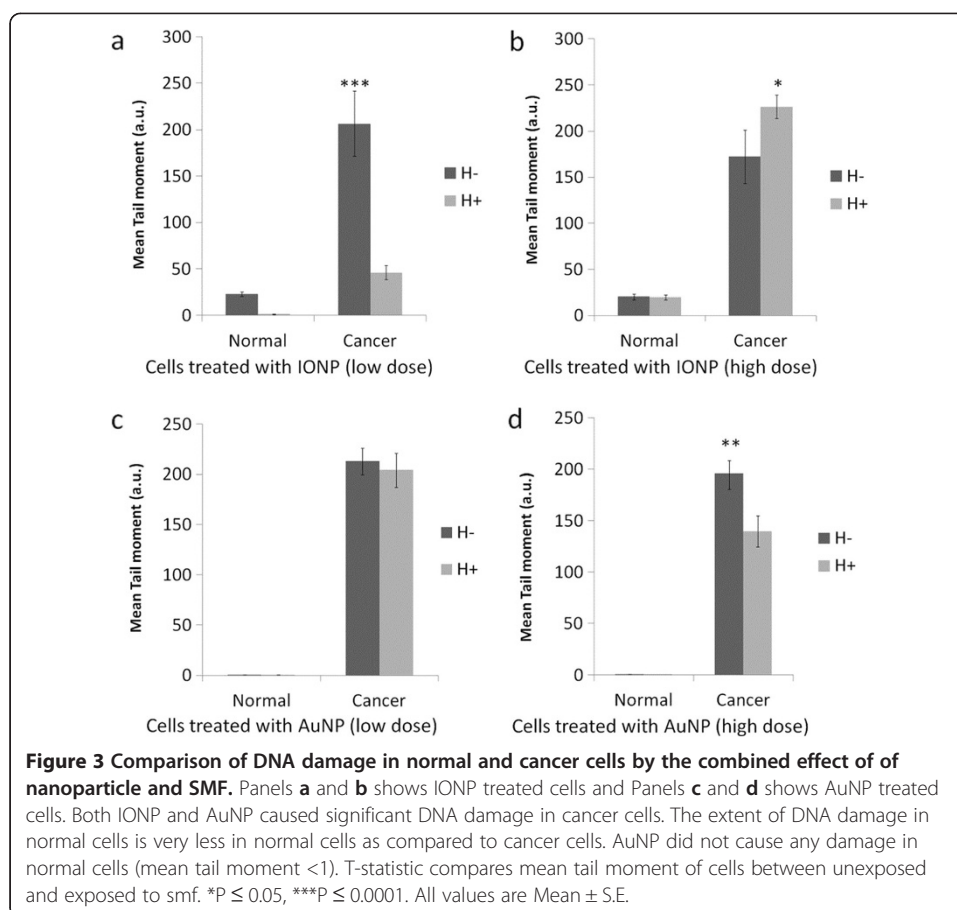 a
300
250
200
150
100
50
0
Mean Tail moment (a.u.)
***
H-
H+
Normal Cancer
Cells treated with IONP (low dose)
b
300
250
200
150
100
50
0
Mean Tail moment (a.u.)
*
H-
H+
Normal Cancer
Cells treated with IONP (high dose)
c
250
200
150
100
50
0
Mean Tail moment (a.u.)
H-
H+
Normal Cancer
Cells treated with AuNP (low dose)
d
250
200
150
100
50
0
Mean Tail moment (a.u.)
**
H-
H+
Normal Cancer
Cells treated with AuNP (high dose)
Figure 3 Comparison of DNA damage in normal and cancer cells by the combined effect of of
nanoparticle and SMF. Panels a and b shows IONP treated cells and Panels c and d shows AuNP treated
cells. Both IONP and AuNP caused significant DNA damage in cancer cells. The extent of DNA damage in
normal cells is very less in normal cells as compared to cancer cells. AuNP did not cause any damage in
normal cells (mean tail moment <1). T-statistic compares mean tail moment of cells between unexposed
and exposed to smf. *P ≤ 0.05, ***P ≤ 0.0001. All values are Mean ± S.E.